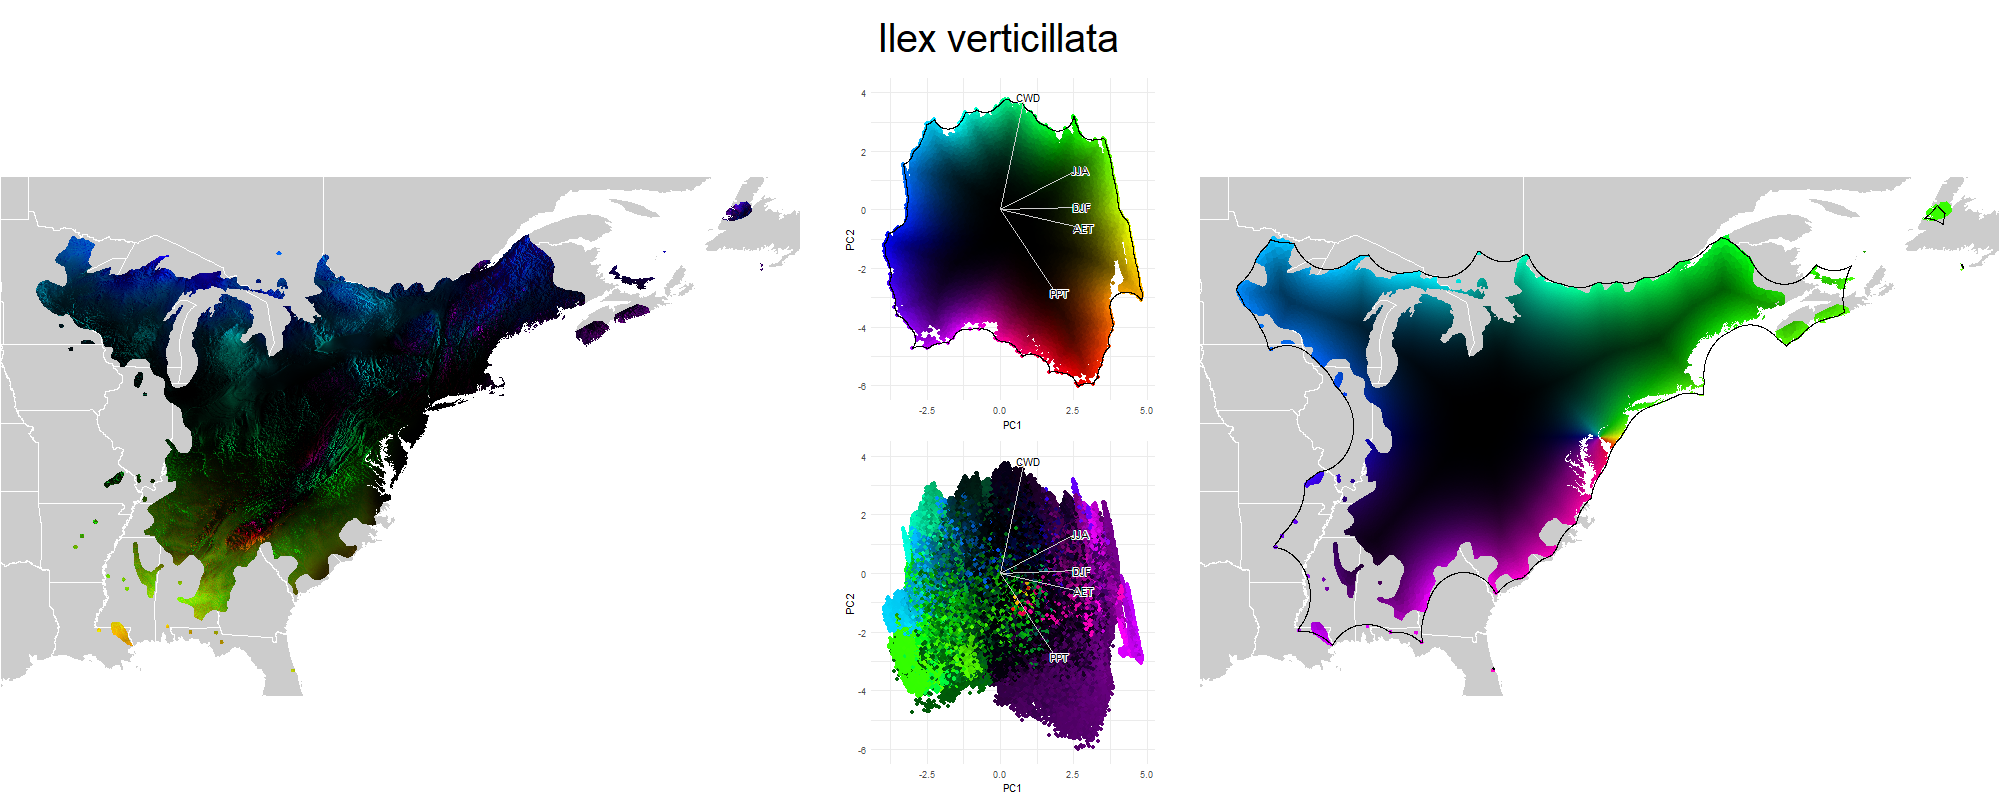 Ilex verticillata
4
CWD
2
JJA
0
DJF
AET
PC2
-2
PPT
-4
-6
-2.5 0.0 2.5 5.0
PC1
4
CWD
2
JJA
0
DJF
AET
PC2
-2
PPT
-4
-6
-2.5 0.0 2.5 5.0
PC1